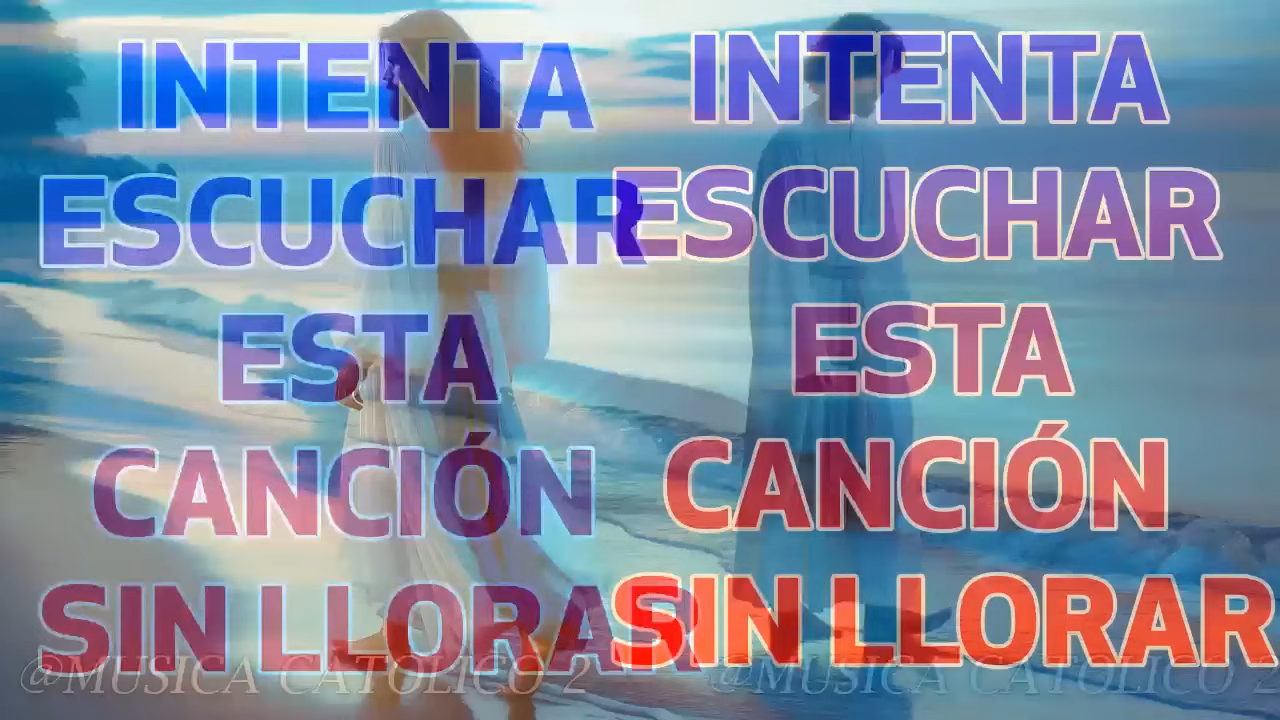 INTENTA INTENTA
ESCUCHAR ESCUCHAR
ESTA ESTA
CANCIÓN CANCIÓN
SIN LLORAR SIN LLORAR
@MUSICA CATOLICO 2 @MUSICA CATOLICO 2